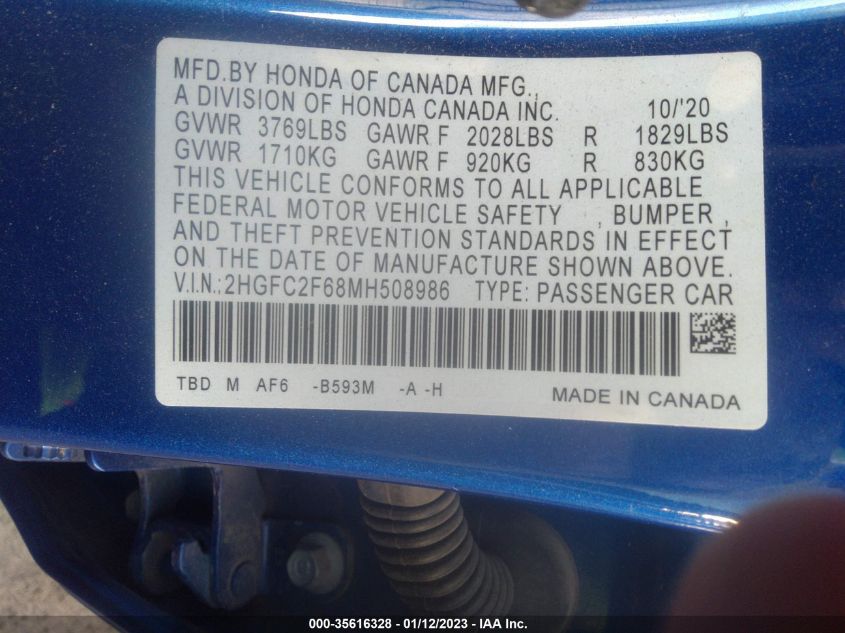 MFD.BY HONDA OF CANADA MFG.,
A DIVISION OF HONDA CANADA INC. 10/'20
GVWR 3769LBS GAWR F 2028LBS R 1829LBS
GVWR 1710KG GAWR F 920KG R 830KG
THIS VEHICLE CONFORMS TO ALL APPLICABLE
FEDERAL MOTOR VEHICLE SAFETY , BUMPER ,
AND THEFT PREVENTION STANDARDS IN EFFECT
ON THE DATE OF MANUFACTURE SHOWN ABOVE.
V.I.N.:2HGFC2F68MH508986 TYPE: PASSENGER CAR
TBD M AF6 -B593M -A -H MADE IN CANADA
000-35616328 - 01/12/2023 - IAA Inc.